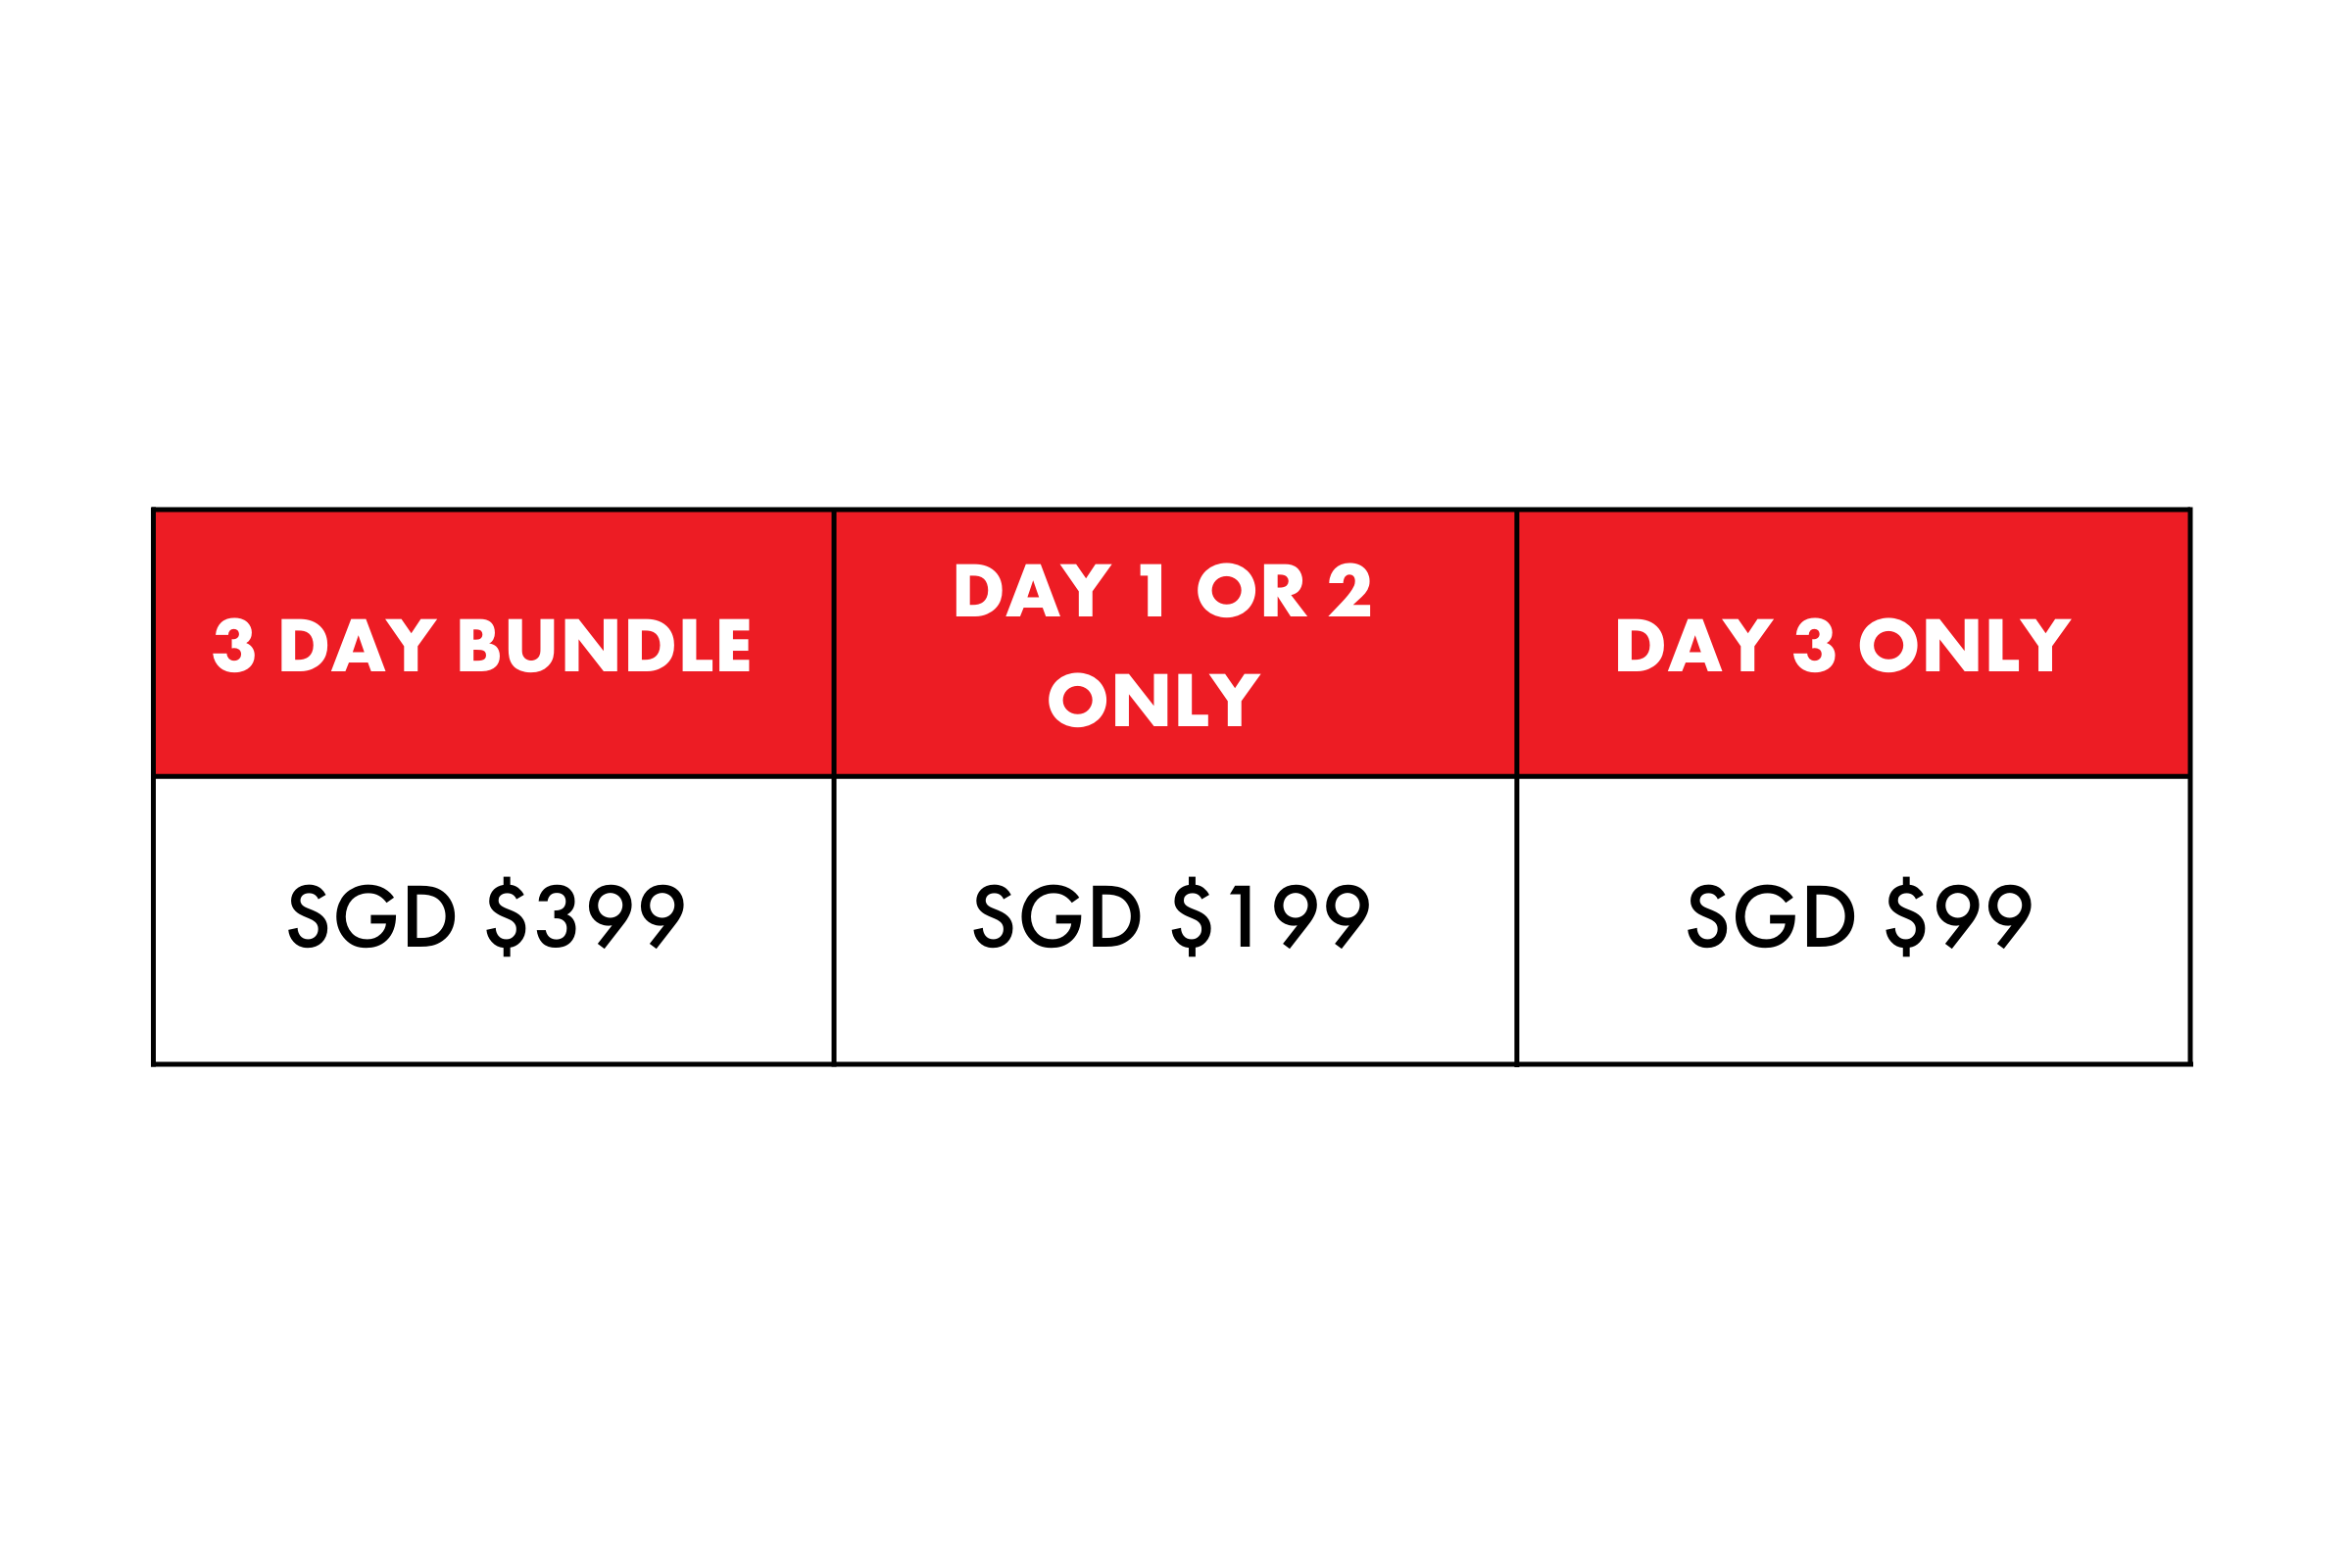 3 DAY BUNDLE
DAY 1 OR 2
ONLY
DAY 3 ONLY
SGD $399
SGD $199
SGD $99